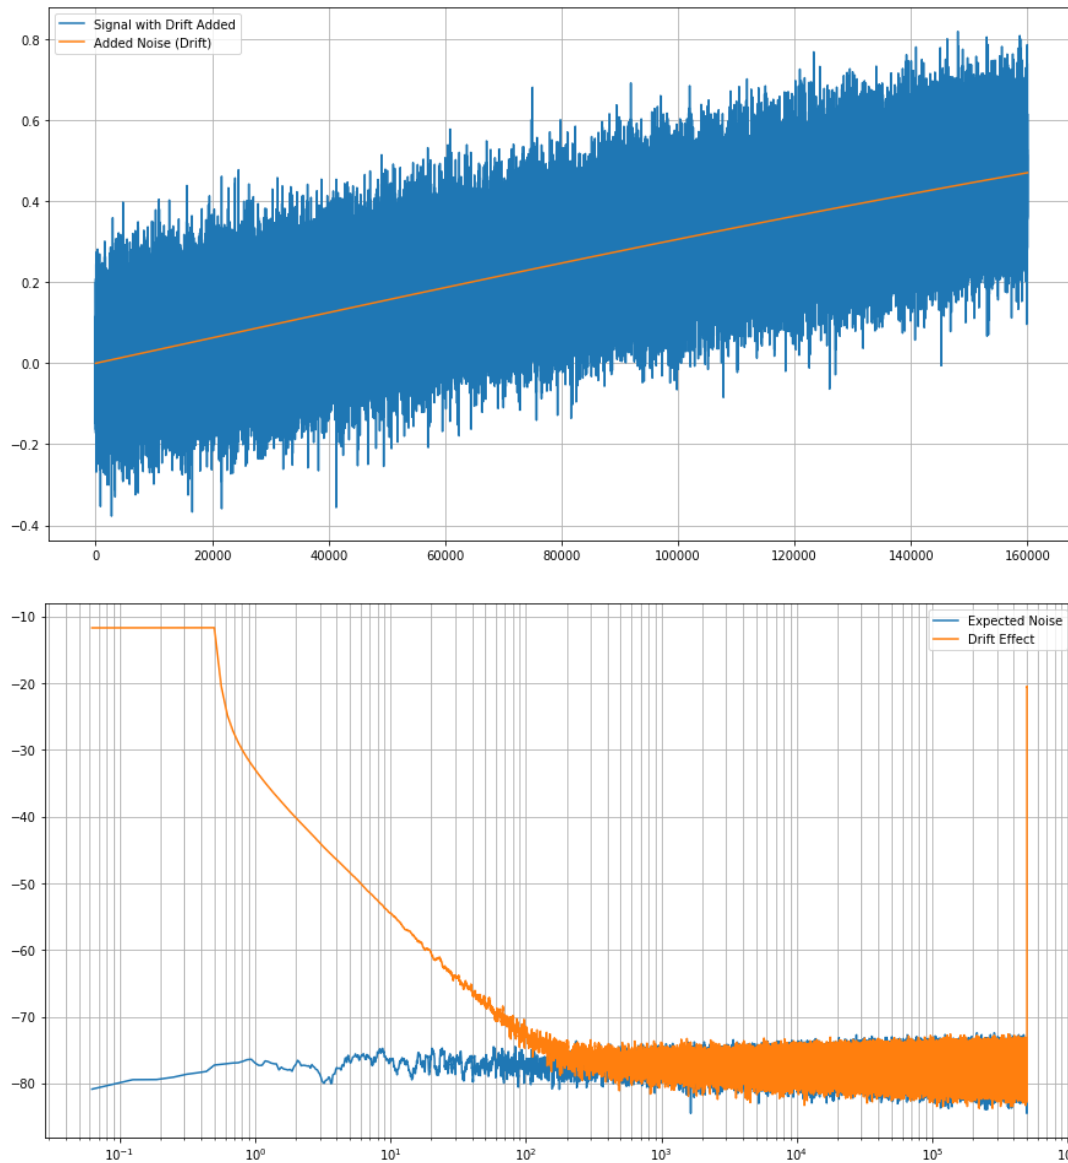 Signal with Drift Added
Added Noise (Drift)
0.8
0.6
0.4
0.2
0.0
−0.2
−0.4
0 20000 40000 60000 80000 100000 120000 140000 160000
Expected Noise
Drift Effect
−10
−20
−30
−40
−50
−60
−70
−80
10⁻¹ 10⁰ 10¹ 10² 10³ 10⁴ 10⁵